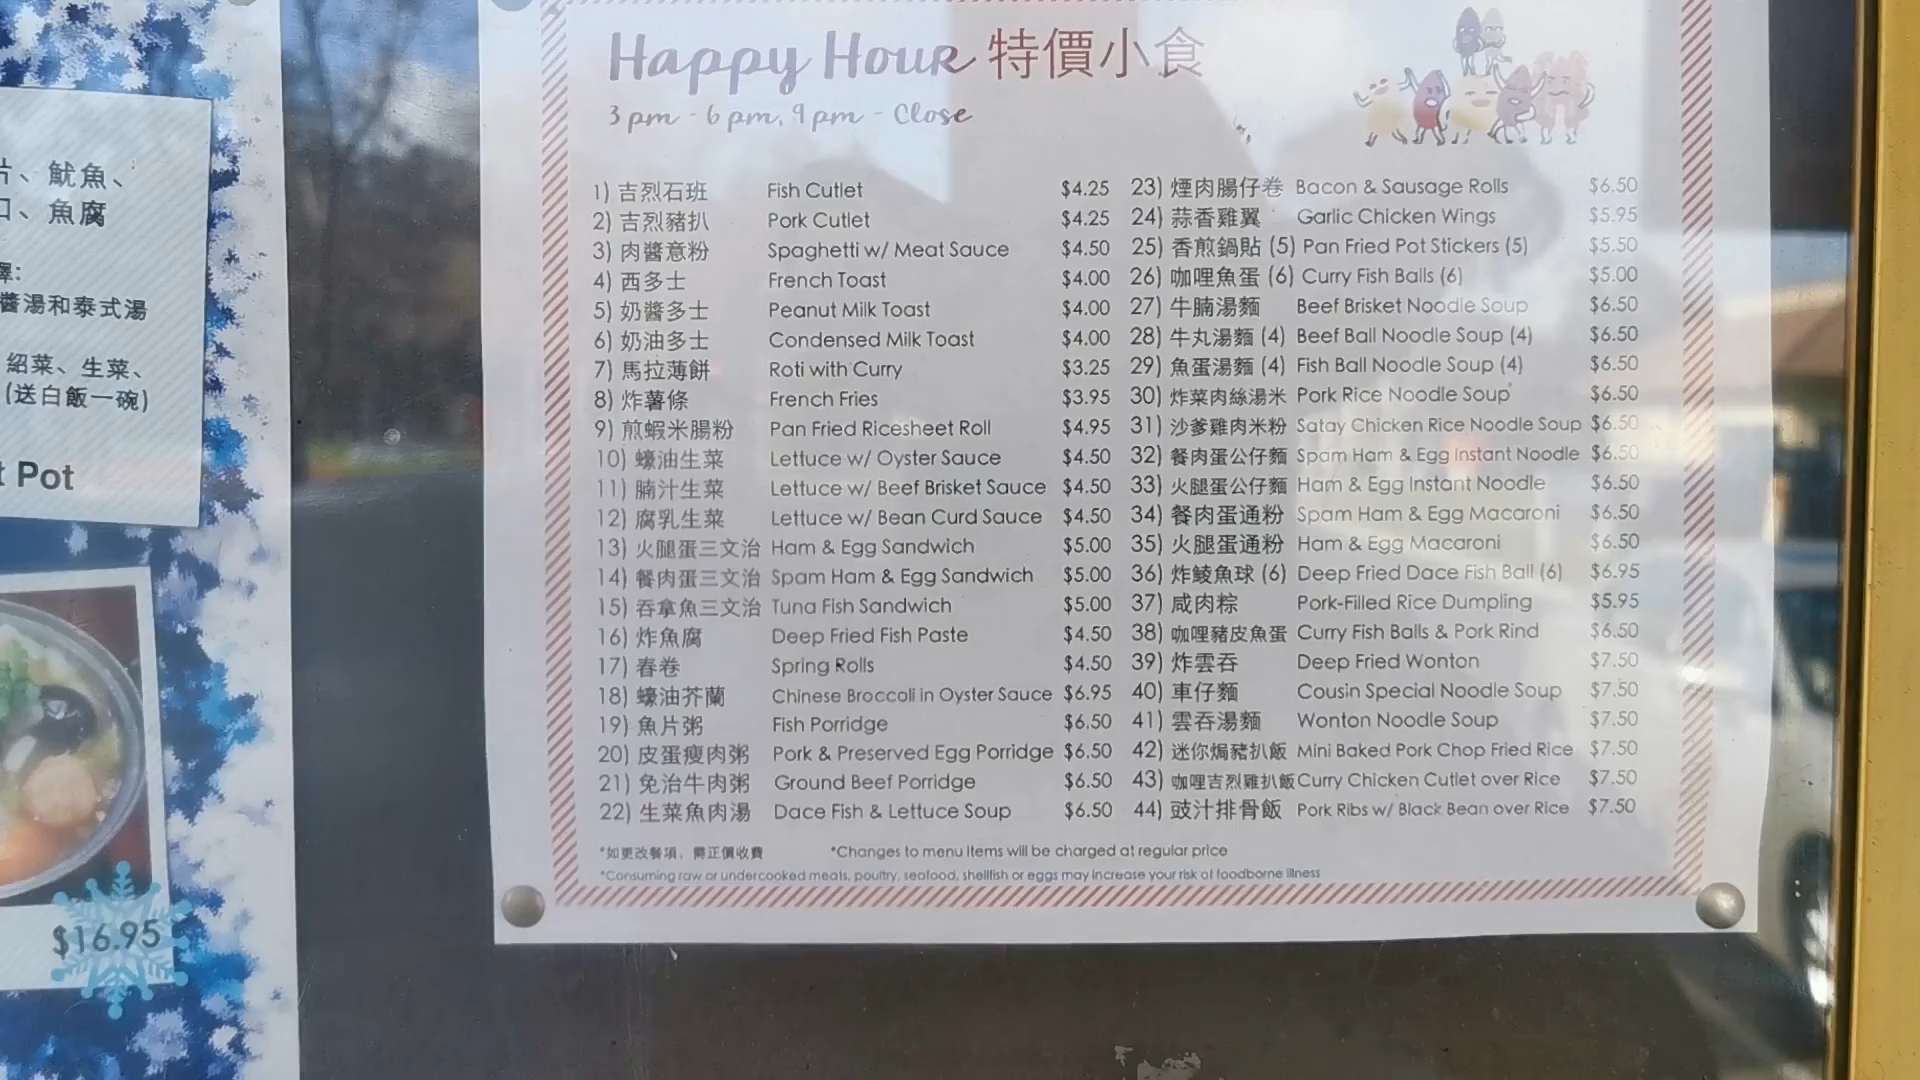 片、魷魚、
口、魚腐
擇:
醬湯和泰式湯
紹菜、生菜、
(送白飯一碗)
t Pot
$16.95
Happy Hour 特價小食
3pm - 6pm, 9pm - Close
1) 吉烈石班 Fish Cutlet $4.25
2) 吉烈豬扒 Pork Cutlet $4.25
3) 肉醬意粉 Spaghetti w/ Meat Sauce $4.50
4) 西多士 French Toast $4.00
5) 奶醬多士 Peanut Milk Toast $4.00
6) 奶油多士 Condensed Milk Toast $4.00
7) 馬拉薄餅 Roti with Curry $3.25
8) 炸薯條 French Fries $3.95
9) 煎蝦米腸粉 Pan Fried Ricesheet Roll $4.95
10) 蠔油生菜 Lettuce w/ Oyster Sauce $4.50
11) 腩汁生菜 Lettuce w/ Beef Brisket Sauce $4.50
12) 腐乳生菜 Lettuce w/ Bean Curd Sauce $4.50
13) 火腿蛋三文治 Ham & Egg Sandwich $5.00
14) 餐肉蛋三文治 Spam Ham & Egg Sandwich $5.00
15) 吞拿魚三文治 Tuna Fish Sandwich $5.00
16) 炸魚腐 Deep Fried Fish Paste $4.50
17) 春卷 Spring Rolls $4.50
18) 蠔油芥蘭 Chinese Broccoli in Oyster Sauce $6.95
19) 魚片粥 Fish Porridge $6.50
20) 皮蛋瘦肉粥 Pork & Preserved Egg Porridge $6.50
21) 免治牛肉粥 Ground Beef Porridge $6.50
22) 生菜魚肉湯 Dace Fish & Lettuce Soup $6.50
23) 煙肉腸仔卷 Bacon & Sausage Rolls $6.50
24) 蒜香雞翼 Garlic Chicken Wings $5.95
25) 香煎鍋貼 (5) Pan Fried Pot Stickers (5) $5.50
26) 咖哩魚蛋 (6) Curry Fish Balls (6) $5.00
27) 牛腩湯麵 Beef Brisket Noodle Soup $6.50
28) 牛丸湯麵 (4) Beef Ball Noodle Soup (4) $6.50
29) 魚蛋湯麵 (4) Fish Ball Noodle Soup (4) $6.50
30) 炸菜肉絲湯米 Pork Rice Noodle Soup $6.50
31) 沙爹雞肉米粉 Satay Chicken Rice Noodle Soup $6.50
32) 餐肉蛋公仔麵 Spam Ham & Egg Instant Noodle $6.50
33) 火腿蛋公仔麵 Ham & Egg Instant Noodle $6.50
34) 餐肉蛋通粉 Spam Ham & Egg Macaroni $6.50
35) 火腿蛋通粉 Ham & Egg Macaroni $6.50
36) 炸鯪魚球 (6) Deep Fried Dace Fish Ball (6) $6.95
37) 咸肉粽 Pork-Filled Rice Dumpling $5.95
38) 咖哩豬皮魚蛋 Curry Fish Balls & Pork Rind $6.50
39) 炸雲吞 Deep Fried Wonton $7.50
40) 車仔麵 Cousin Special Noodle Soup $7.50
41) 雲吞湯麵 Wonton Noodle Soup $7.50
42) 迷你焗豬扒飯 Mini Baked Pork Chop Fried Rice $7.50
43) 咖哩吉烈雞扒飯 Curry Chicken Cutlet over Rice $7.50
44) 豉汁排骨飯 Pork Ribs w/ Black Bean over Rice $7.50
*如更改餐項，需正價收費 *Changes to menu items will be charged at regular price
*Consuming raw or undercooked meats, poultry, seafood, shellfish or eggs may increase your risk of foodborne illness